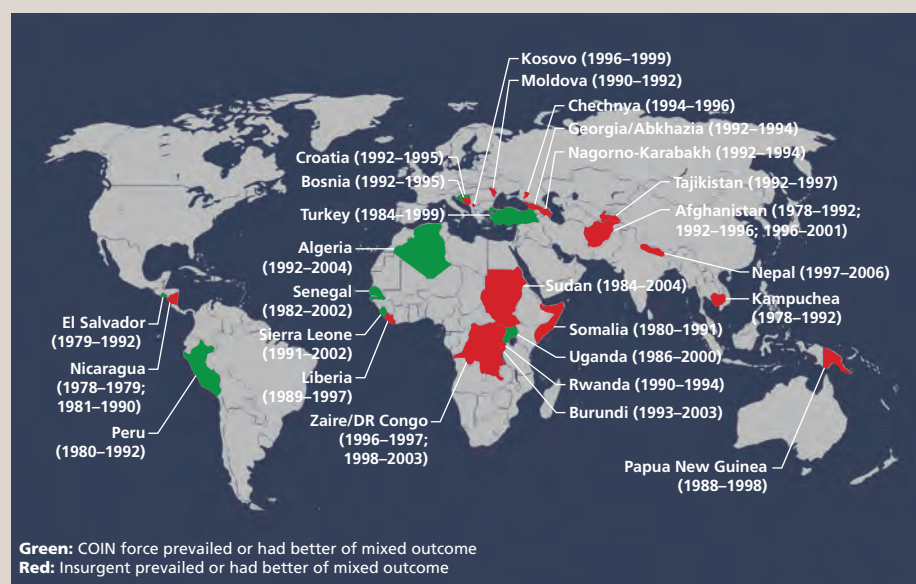 Kosovo (1996–1999)
Moldova (1990–1992)
Chechnya (1994–1996)
Georgia/Abkhazia (1992–1994)
Nagorno-Karabakh (1992–1994)
Croatia (1992–1995)
Bosnia (1992–1995)
Tajikistan (1992–1997)
Turkey (1984–1999)
Afghanistan (1978–1992;
1992–1996; 1996–2001)
Algeria
(1992–2004)
Nepal (1997–2006)
Senegal
(1982–2002)
Sudan (1984–2004)
Kampuchea
(1978–1992)
El Salvador
(1979–1992)
Sierra Leone
(1991–2002)
Somalia (1980–1991)
Uganda (1986–2000)
Nicaragua
(1978–1979;
1981–1990)
Liberia
(1989–1997)
Rwanda (1990–1994)
Burundi (1993–2003)
Zaire/DR Congo
(1996–1997;
1998–2003)
Peru
(1980–1992)
Papua New Guinea
(1988–1998)
Green: COIN force prevailed or had better of mixed outcome
Red: Insurgent prevailed or had better of mixed outcome